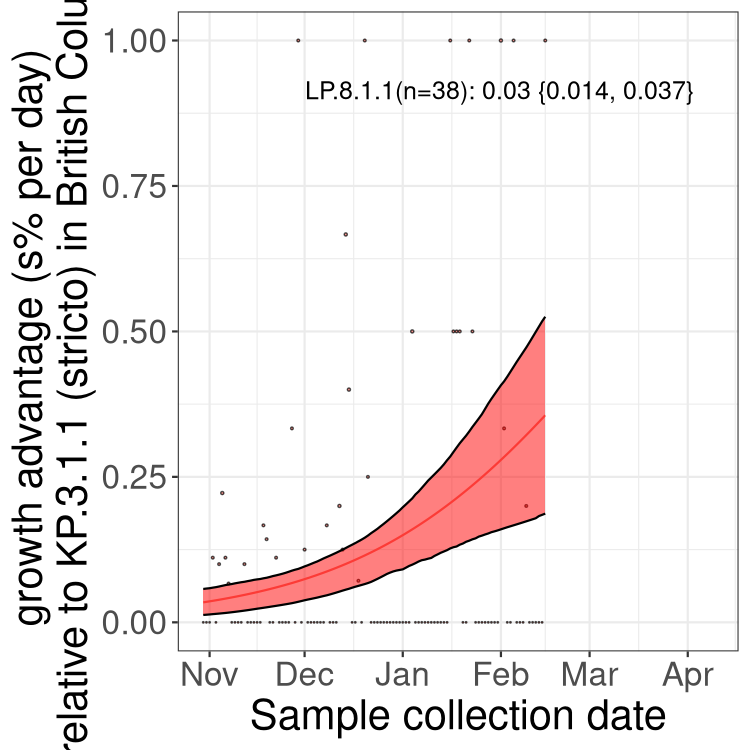 growth advantage (s% per day)
relative to KP.3.1.1 (stricto) in British Colu
1.00
0.75
0.50
0.25
0.00
LP.8.1.1(n=38): 0.03 {0.014, 0.037}
Nov Dec Jan Feb Mar Apr
Sample collection date